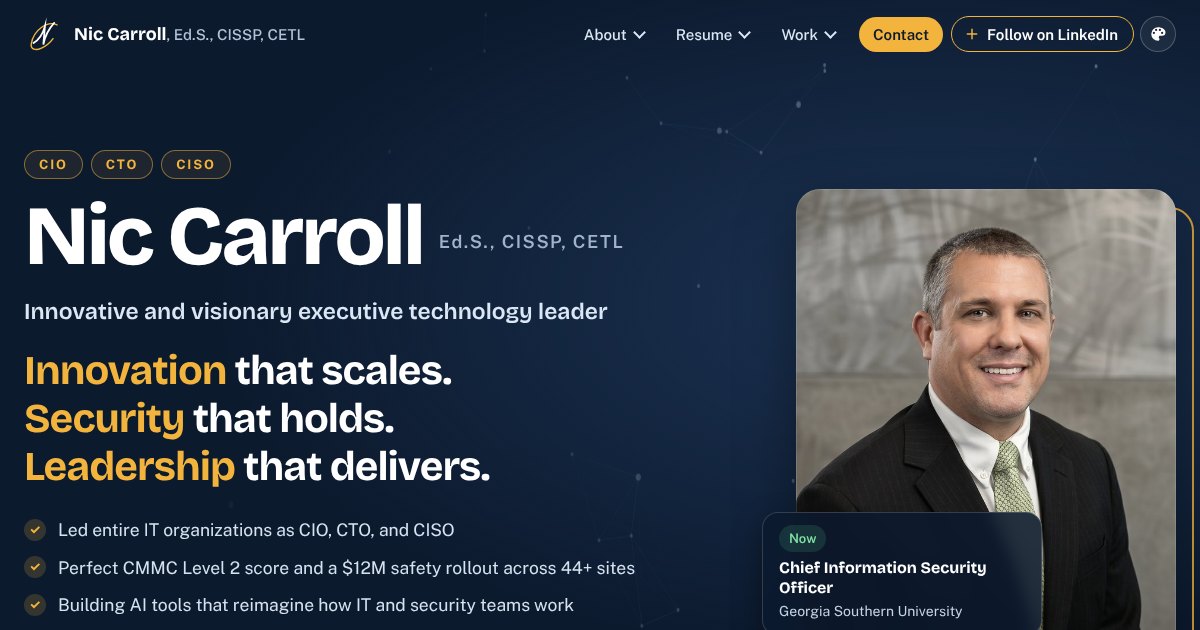 Nic Carroll, Ed.S., CISSP, CETL
About
Resume
Work
Contact
+ Follow on LinkedIn
CIO
CTO
CISO
Nic Carroll Ed.S., CISSP, CETL
Innovative and visionary executive technology leader
Innovation that scales.
Security that holds.
Leadership that delivers.
Led entire IT organizations as CIO, CTO, and CISO
Perfect CMMC Level 2 score and a $12M safety rollout across 44+ sites
Building AI tools that reimagine how IT and security teams work
Now
Chief Information Security
Officer
Georgia Southern University